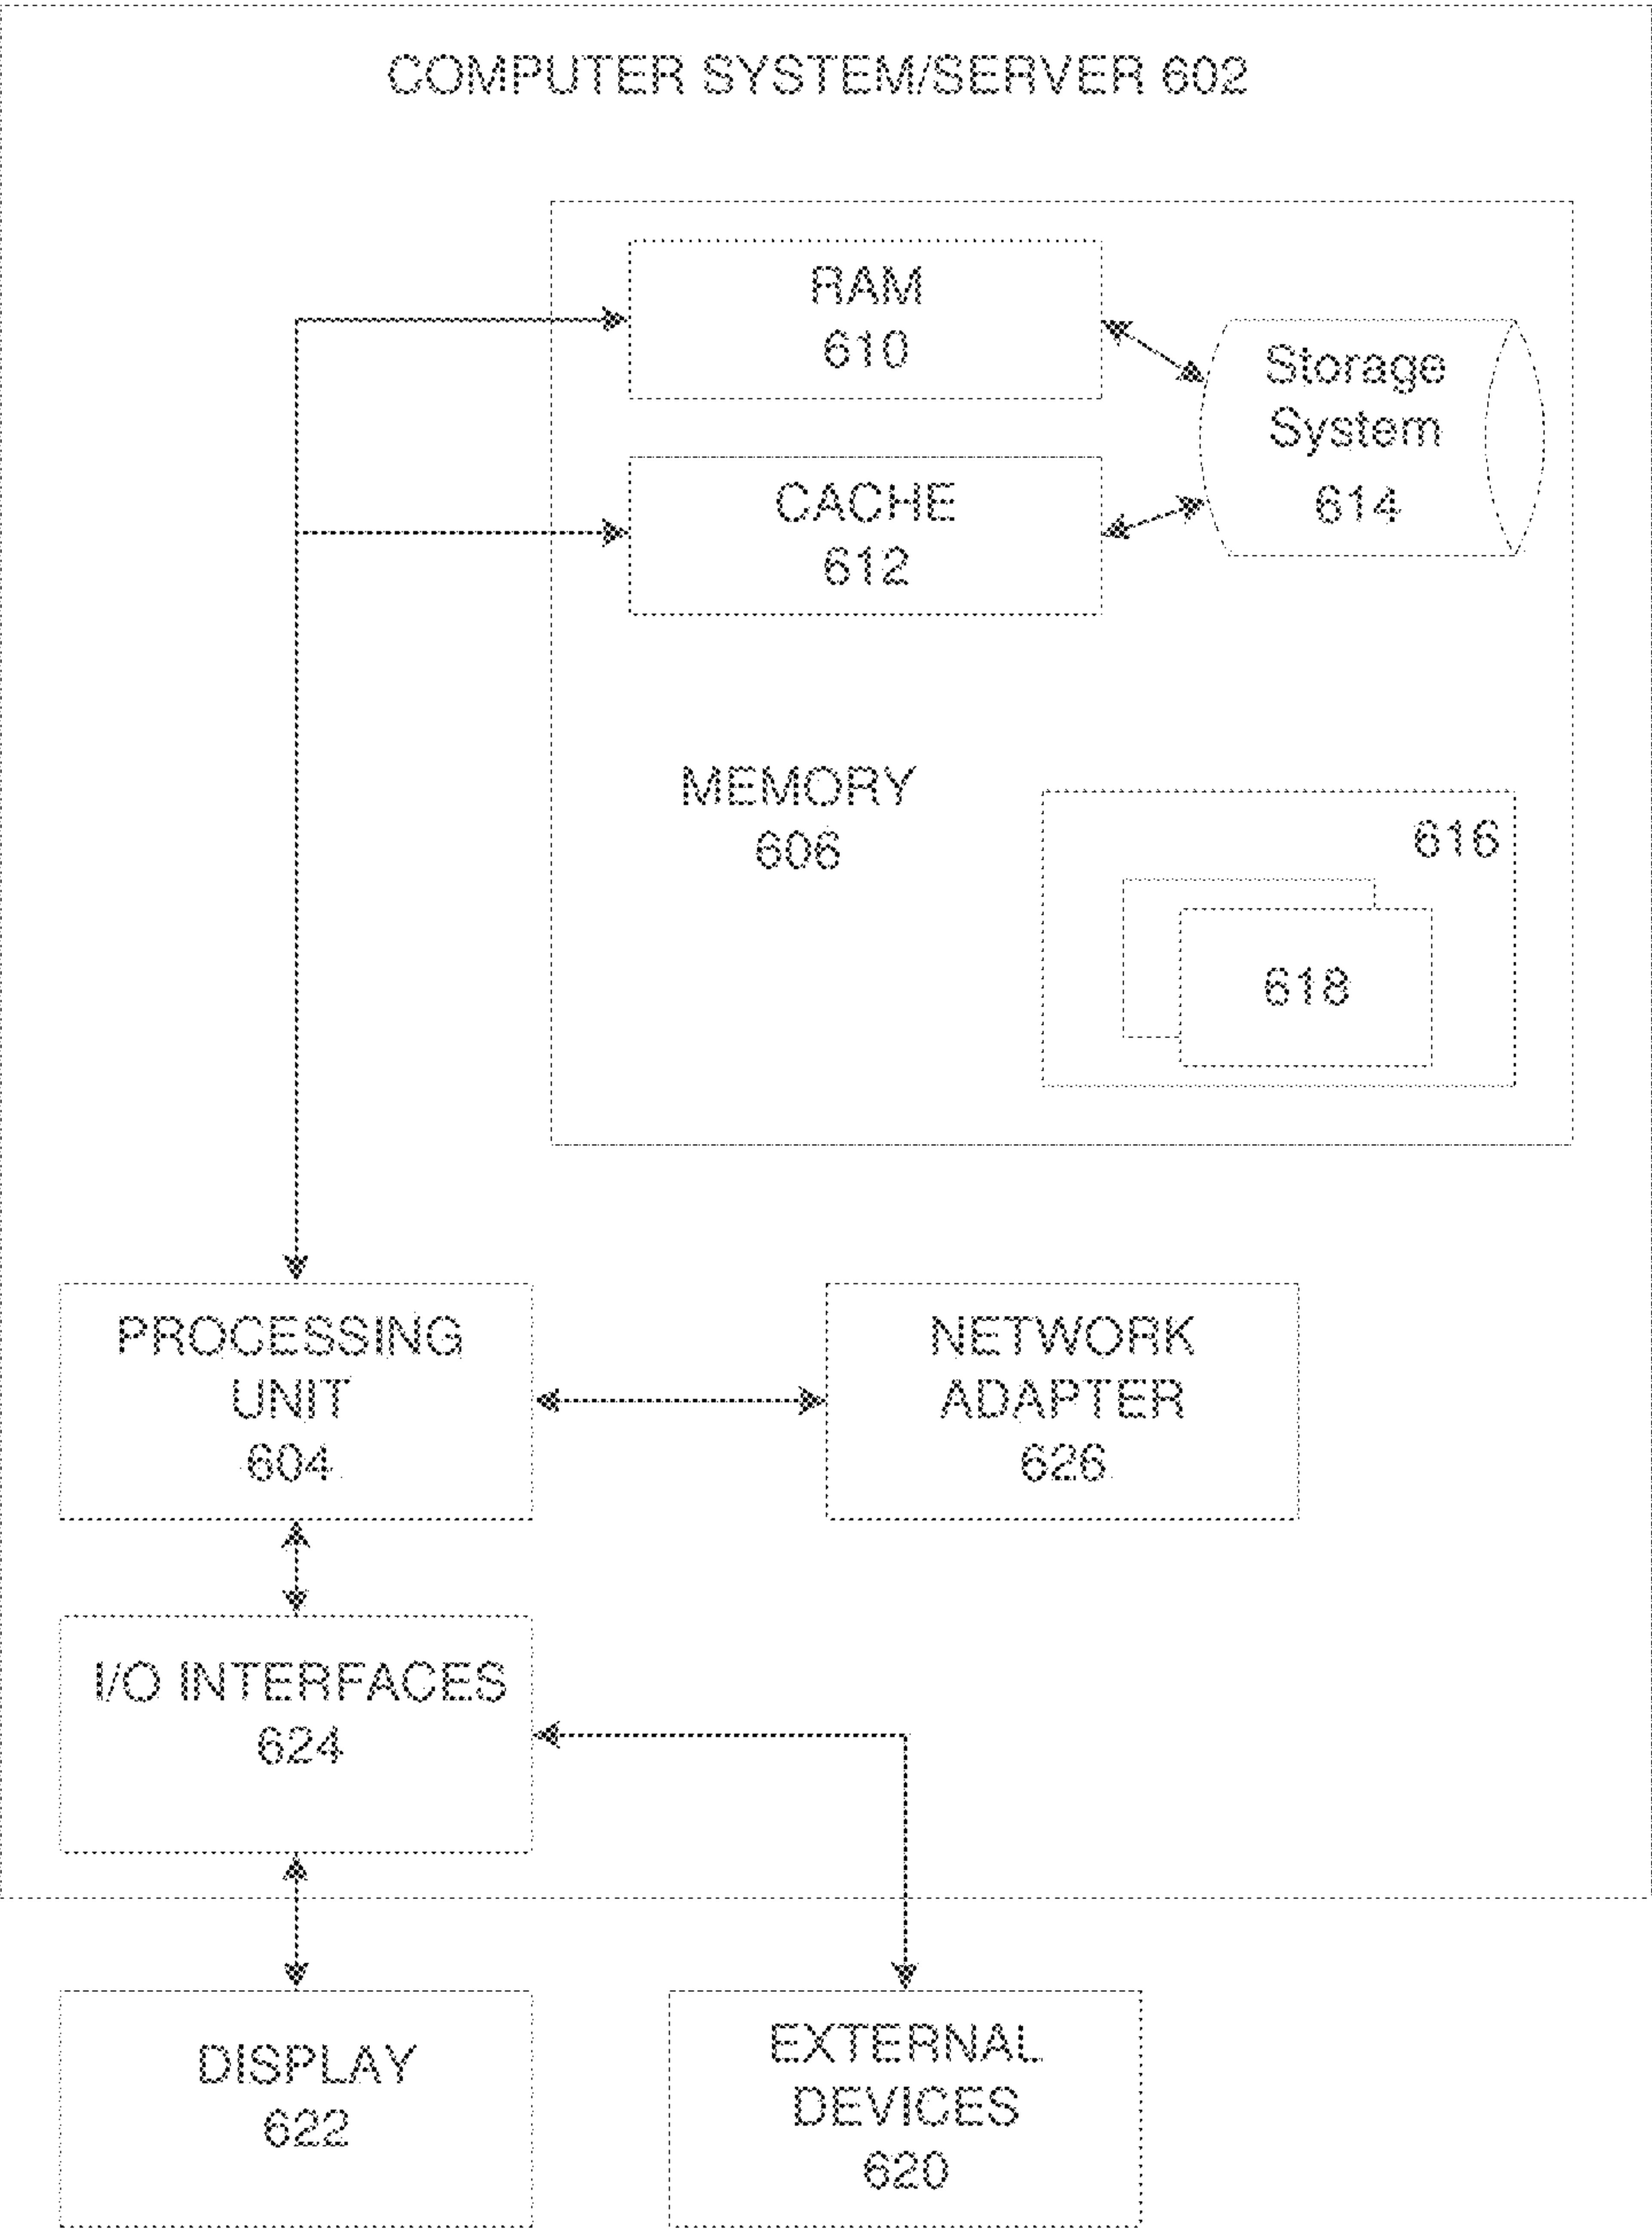 COMPUTER SYSTEM/SERVER 602
RAM
610
Storage
System
614
CACHE
612
MEMORY
606
616
618
PROCESSING
UNIT
604
NETWORK
ADAPTER
626
I/O INTERFACES
624
DISPLAY
622
EXTERNAL
DEVICES
620